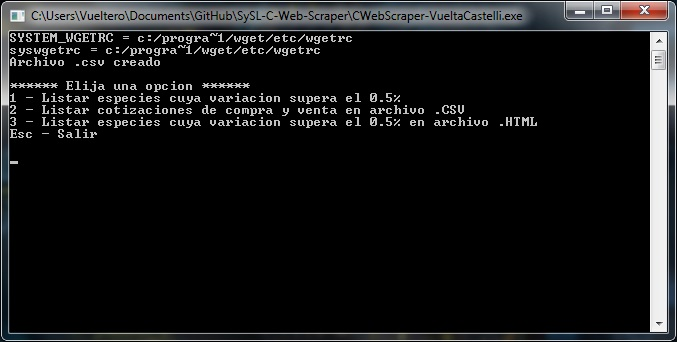 C:\Users\Vueltero\Documents\GitHub\SySL-C-Web-Scraper\CWebScraper-VueltaCastelli.exe
SYSTEM_WGETRC = c:/progra~1/wget/etc/wgetrc
syswgetrc = c:/progra~1/wget/etc/wgetrc
Archivo .csv creado
****** Elija una opcion ******
1 - Listar especies cuya variacion supera el 0.5%
2 - Listar cotizaciones de compra y venta en archivo .CSV
3 - Listar especies cuya variacion supera el 0.5% en archivo .HTML
Esc - Salir